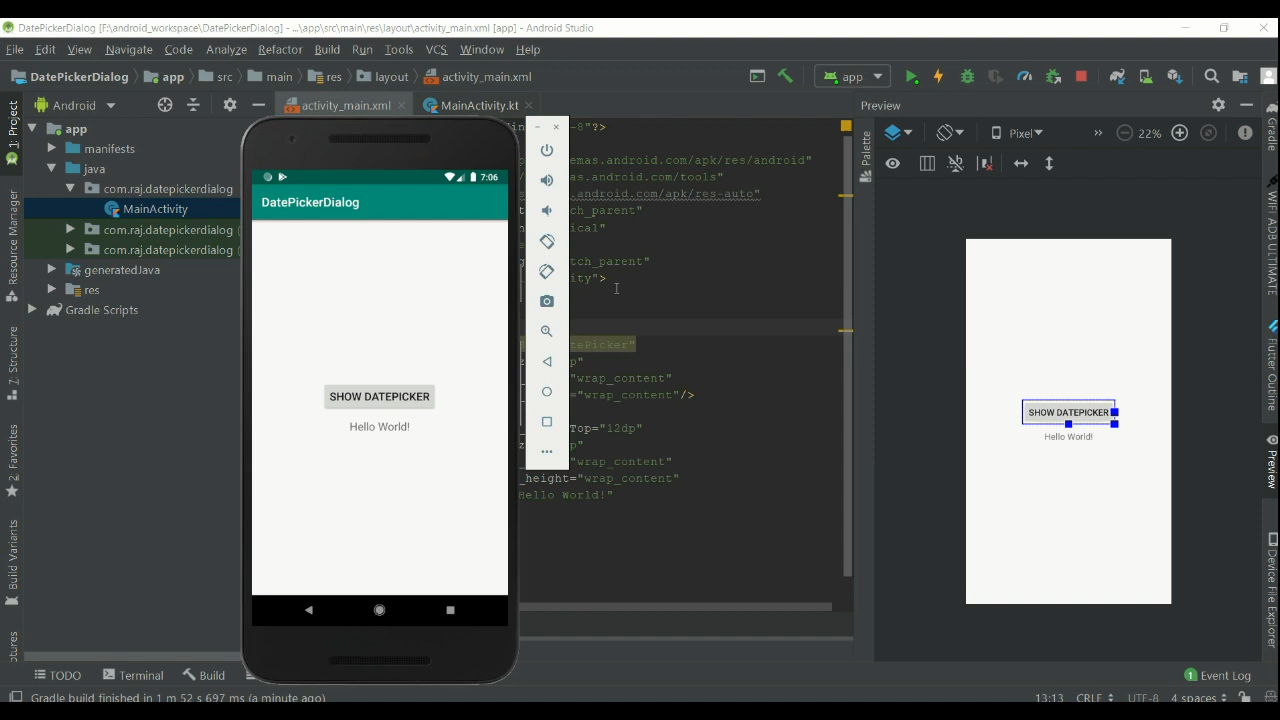 DatePickerDialog [F:\android_workspace\DatePickerDialog] - ...\app\src\main\res\layout\activity_main.xml [app] - Android Studio
File Edit View Navigate Code Analyze Refactor Build Run Tools VCS Window Help
DatePickerDialog app src main res layout activity_main.xml app
1: Project
Resource Manager
7: Structure
2: Favorites
Build Variants
Android
activity_main.xml
MainActivity.kt
app
manifests
java
com.raj.datepickerdialog
MainActivity
com.raj.datepickerdialog (
com.raj.datepickerdialog (
generatedJava
res
Gradle Scripts
7:06
DatePickerDialog
SHOW DATEPICKER
Hello World!
-8"?>
emas.android.com/apk/res/android"
mas.android.com/tools"
.android.com/apk/res-auto"
tch_parent"
ical"
tch_parent"
ity">
tePicker"
p"
"wrap_content"
"wrap_content"/>
Top="12dp"
p"
"wrap_content"
_height="wrap_content"
Hello World!"
Preview
Palette
Pixel
22%
SHOW DATEPICKER
Hello World!
Gradle
WIFI ADB ULTIMATE
Flutter Outline
Preview
Device File Explorer
TODO Terminal Build
1 Event Log
Gradle build finished in 1 m 52 s 697 ms (a minute ago)
13:13 CRLF UTF-8 4 spaces